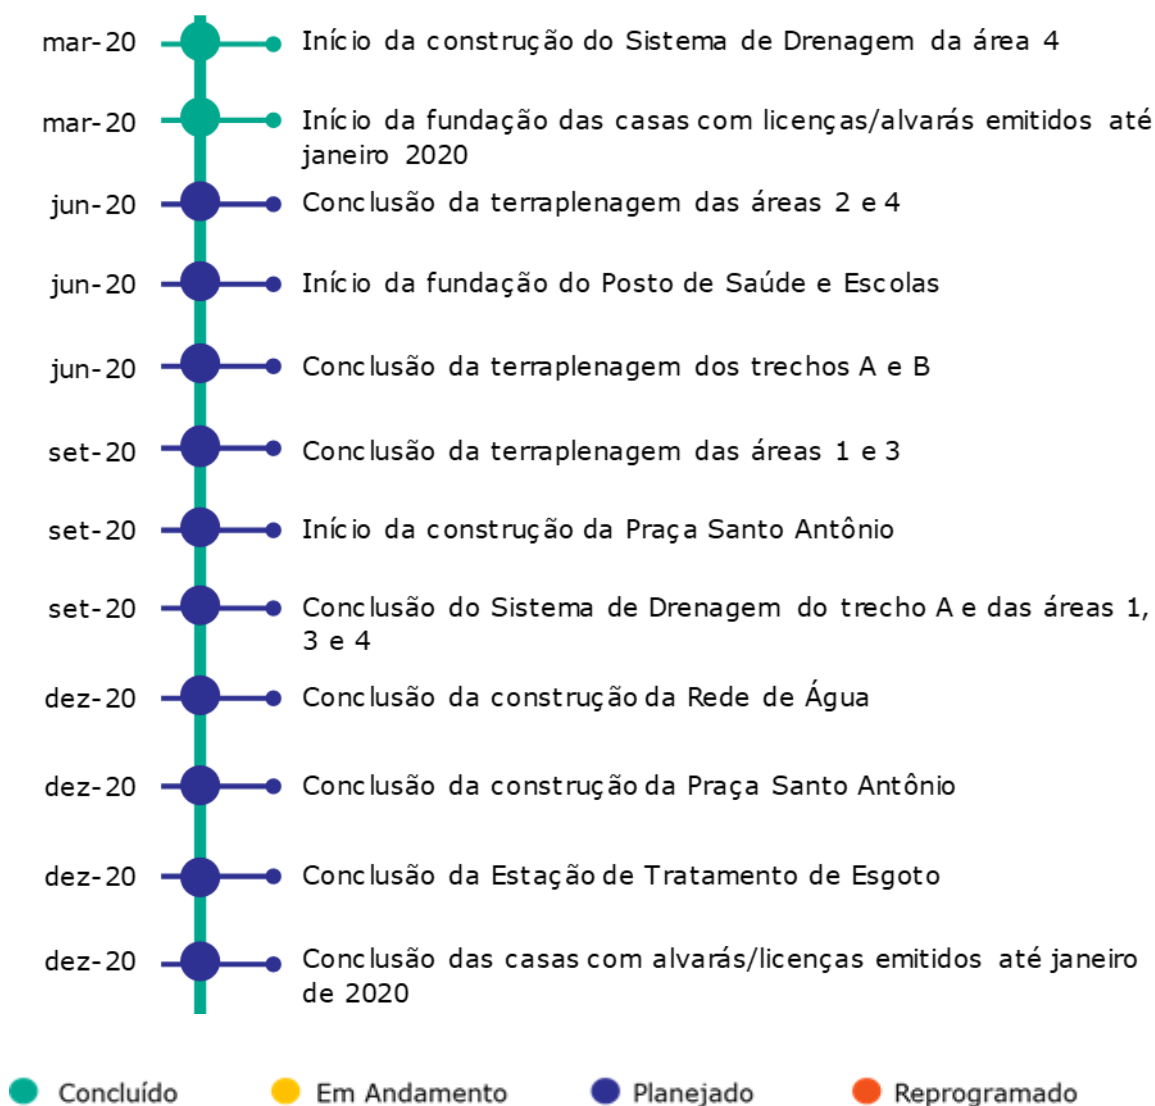 mar-20 Início da construção do Sistema de Drenagem da área 4
mar-20 Início da fundação das casas com licenças/alvarás emitidos até
janeiro 2020
jun-20 Conclusão da terraplenagem das áreas 2 e 4
jun-20 Início da fundação do Posto de Saúde e Escolas
jun-20 Conclusão da terraplenagem dos trechos A e B
set-20 Conclusão da terraplenagem das áreas 1 e 3
set-20 Início da construção da Praça Santo Antônio
set-20 Conclusão do Sistema de Drenagem do trecho A e das áreas 1,
3 e 4
dez-20 Conclusão da construção da Rede de Água
dez-20 Conclusão da construção da Praça Santo Antônio
dez-20 Conclusão da Estação de Tratamento de Esgoto
dez-20 Conclusão das casas com alvarás/licenças emitidos até janeiro
de 2020
Concluído Em Andamento Planejado Reprogramado